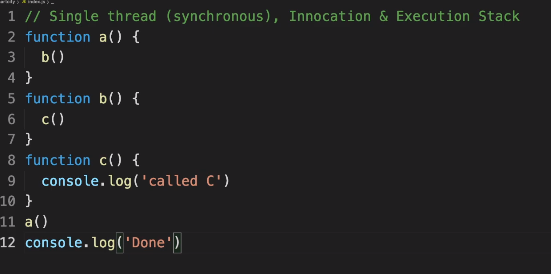 1 // Single thread (synchronous), Innocation & Execution Stack
2 function a() {
3   b()
4 }
5 function b() {
6   c()
7 }
8 function c() {
9   console.log('called C')
10 }
11 a()
12 console.log('Done')